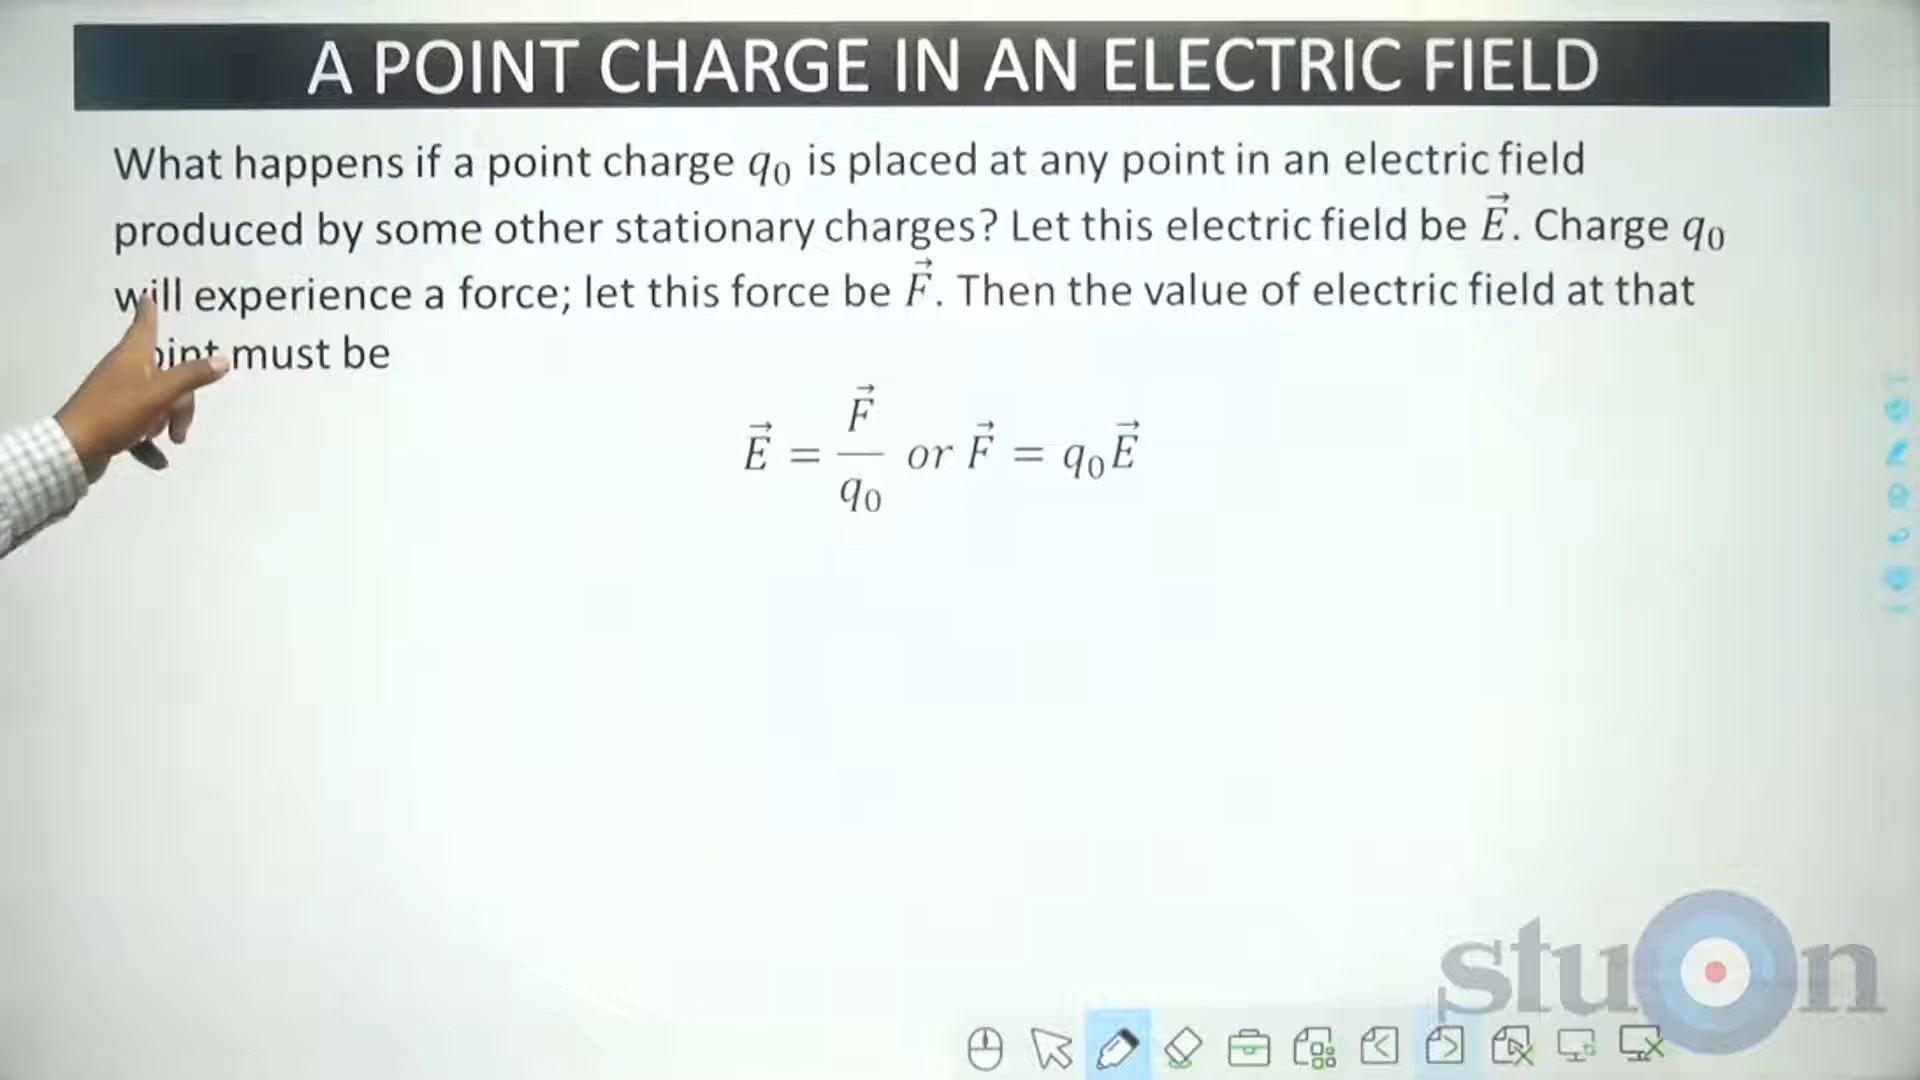 A POINT CHARGE IN AN ELECTRIC FIELD
What happens if a point charge q₀ is placed at any point in an electric field
produced by some other stationary charges? Let this electric field be E⃗. Charge q₀
will experience a force; let this force be F⃗. Then the value of electric field at that
point must be
E⃗ = F⃗/q₀ or F⃗ = q₀E⃗
stuOn